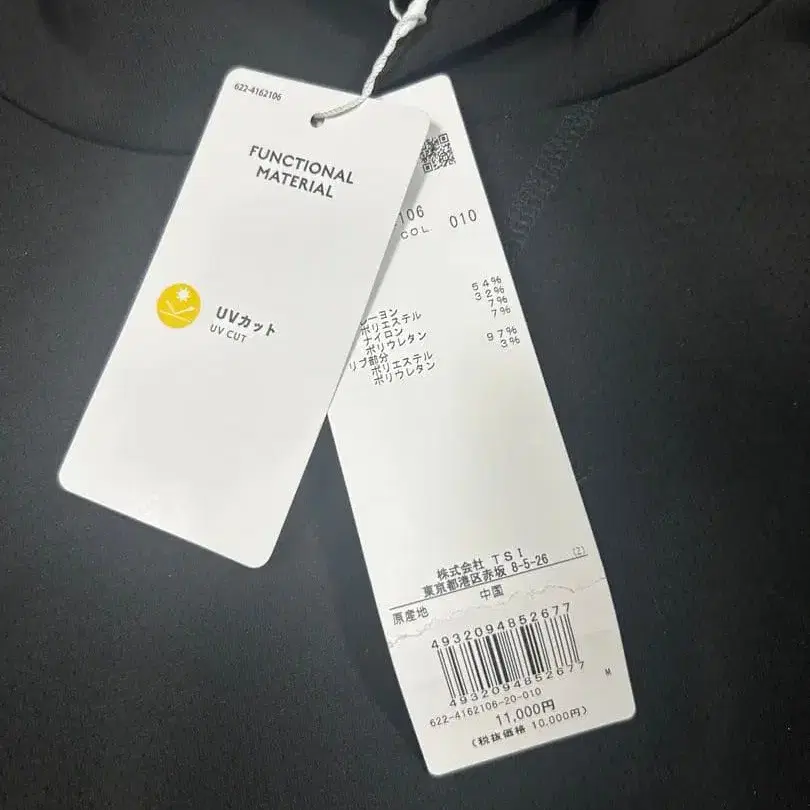 622-4162106
FUNCTIONAL
MATERIAL
UVカット
UV CUT
106
COL 010
レーヨン 54%
ポリエステル 32%
ナイロン 7%
ポリウレタン 7%
リブ部分
ポリエステル 97%
ポリウレタン 3%
株式会社 TSI
東京都港区赤坂 8-5-26 (2)
原産地 中国
4932094852677
4932094852677
622-4162106-20-010 M
11,000円
(税抜価格 10,000円)